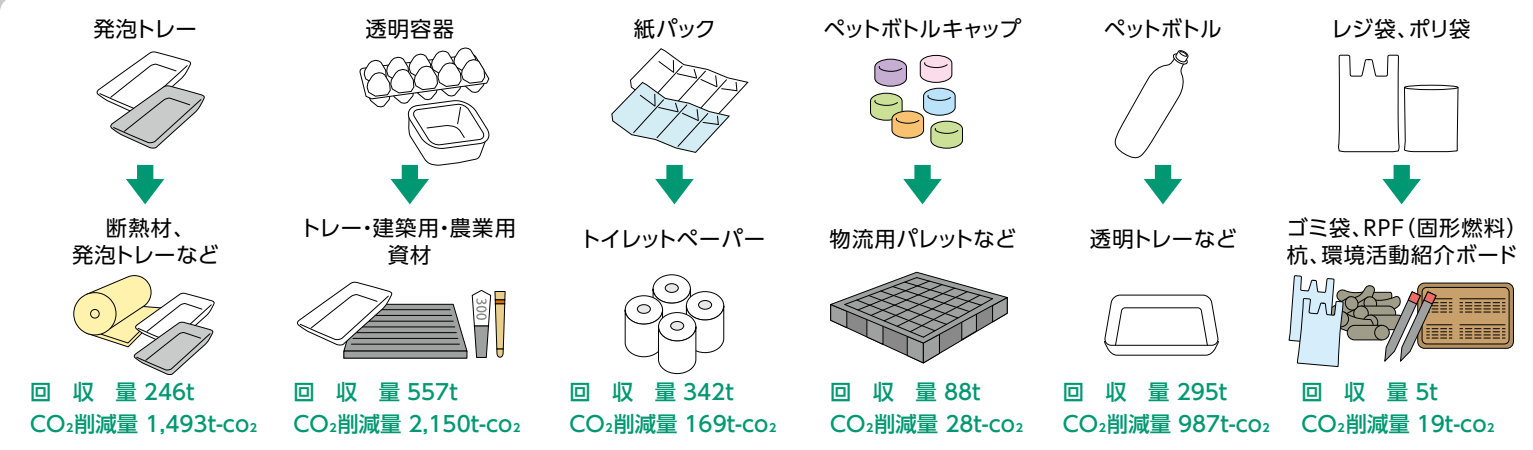 発泡トレー
透明容器
紙パック
ペットボトルキャップ
ペットボトル
レジ袋、ポリ袋
断熱材、
発泡トレーなど
トレー・建築用・農業用
資材
トイレットペーパー
物流用パレットなど
透明トレーなど
ゴミ袋、RPF(固形燃料)
杭、環境活動紹介ボード
300
回 収 量 246t
CO₂削減量 1,493t-co₂
回 収 量 557t
CO₂削減量 2,150t-co₂
回 収 量 342t
CO₂削減量 169t-co₂
回 収 量 88t
CO₂削減量 28t-co₂
回 収 量 295t
CO₂削減量 987t-co₂
回 収 量 5t
CO₂削減量 19t-co₂